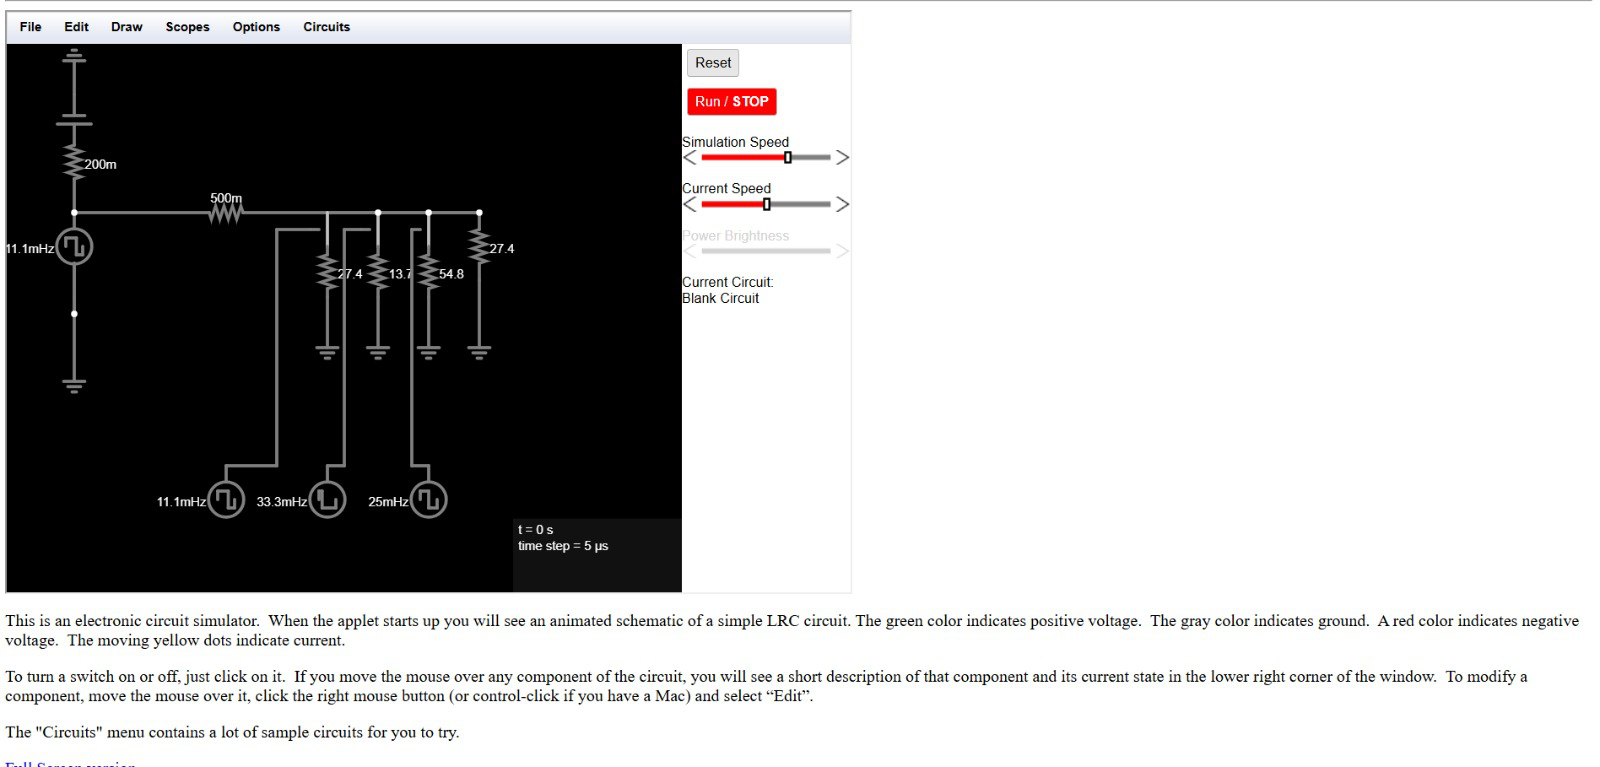 File Edit Draw Scopes Options Circuits
Reset
Run / STOP
Simulation Speed
Current Speed
Power Brightness
Current Circuit:
Blank Circuit
200m
500m
11.1mHz
27.4
27.4 13.7 54.8
11.1mHz 33.3mHz 25mHz
t = 0 s
time step = 5 µs
This is an electronic circuit simulator.  When the applet starts up you will see an animated schematic of a simple LRC circuit. The green color indicates positive voltage.  The gray color indicates ground.  A red color indicates negative
voltage.  The moving yellow dots indicate current.
To turn a switch on or off, just click on it.  If you move the mouse over any component of the circuit, you will see a short description of that component and its current state in the lower right corner of the window.  To modify a
component, move the mouse over it, click the right mouse button (or control-click if you have a Mac) and select “Edit”.
The "Circuits" menu contains a lot of sample circuits for you to try.
Full Screen version